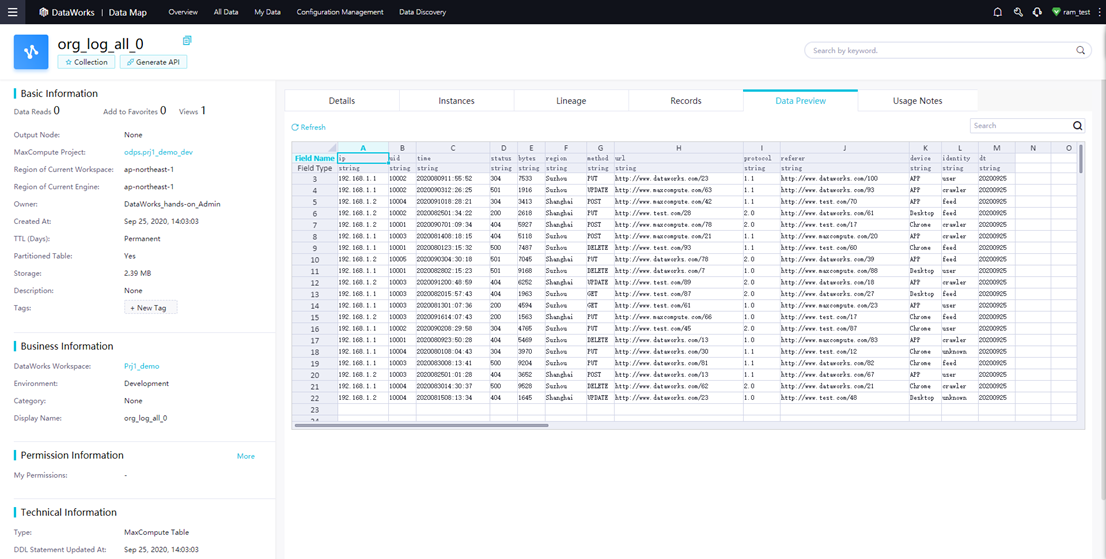 DataWorks | Data Map Overview All Data My Data Configuration Management Data Discovery ram_test
org_log_all_0
Collection Generate API
Search by keyword.
Basic Information
Data Reads 0 Add to Favorites 0 Views 1
Output Node: None
MaxCompute Project: odps.prj1_demo_dev
Region of Current Workspace: ap-northeast-1
Region of Current Engine: ap-northeast-1
Owner: DataWorks_hands-on_Admin
Created At: Sep 25, 2020, 14:03:03
TTL (Days): Permanent
Partitioned Table: Yes
Storage: 2.39 MB
Description: None
Tags: + New Tag
Business Information
DataWorks Workspace: Prj1_demo
Environment: Development
Category: None
Display Name: org_log_all_0
Permission Information More
My Permissions: -
Technical Information
Type: MaxCompute Table
DDL Statement Updated At: Sep 25, 2020, 14:03:03
Details Instances Lineage Records Data Preview Usage Notes
Refresh Search
A B C D E F G H I J K L M N O
Field Name ip uid time status bytes region method url protocol referer device identity dt
Field Type string string string string string string string string string string string string string
3 192.168.1.1 10002 2020080911:55:52 304 7533 Suzhou PUT http://www.dataworks.com/23 1.1 http://www.dataworks.com/100 APP user 20200925
4 192.168.1.1 10002 2020090312:26:25 501 1916 Suzhou UPDATE http://www.maxcompute.com/63 1.1 http://www.dataworks.com/93 APP crawler 20200925
5 192.168.1.2 10004 2020091018:28:21 304 3413 Suzhou POST http://www.maxcompute.com/42 1.1 http://www.test.com/70 APP feed 20200925
6 192.168.1.2 10002 2020082501:34:22 200 2618 Shanghai PUT http://www.test.com/28 2.0 http://www.dataworks.com/61 Desktop feed 20200925
7 192.168.1.2 10001 2020090701:09:34 404 5927 Shanghai POST http://www.maxcompute.com/78 2.0 http://www.test.com/17 Chrome feed 20200925
8 192.168.1.1 10003 2020081408:18:15 404 5118 Suzhou POST http://www.maxcompute.com/21 1.1 http://www.maxcompute.com/20 APP crawler 20200925
9 192.168.1.1 10001 2020080123:15:32 500 7487 Suzhou DELETE http://www.test.com/93 1.1 http://www.test.com/60 Chrome feed 20200925
10 192.168.1.2 10005 2020090304:30:18 501 7045 Shanghai PUT http://www.maxcompute.com/78 2.0 http://www.dataworks.com/39 APP feed 20200925
11 192.168.1.1 10001 2020082802:15:23 501 9168 Suzhou DELETE http://www.dataworks.com/7 1.0 http://www.maxcompute.com/88 Desktop user 20200925
12 192.168.1.2 10003 2020091200:48:59 404 6252 Shanghai UPDATE http://www.test.com/89 2.0 http://www.dataworks.com/18 APP crawler 20200925
13 192.168.1.2 10003 2020082015:57:43 404 1963 Suzhou GET http://www.test.com/87 2.0 http://www.dataworks.com/27 Desktop feed 20200925
14 192.168.1.2 10003 2020081301:07:36 200 4594 Suzhou GET http://www.test.com/61 1.0 http://www.maxcompute.com/23 APP user 20200925
15 192.168.1.2 10003 2020091614:07:43 200 1563 Shanghai PUT http://www.maxcompute.com/66 1.0 http://www.test.com/17 Chrome feed 20200925
16 192.168.1.1 10002 2020090208:29:58 304 4765 Suzhou PUT http://www.test.com/45 2.0 http://www.test.com/87 Chrome user 20200925
17 192.168.1.1 10001 2020080923:50:28 404 5469 Suzhou DELETE http://www.dataworks.com/13 1.0 http://www.maxcompute.com/83 APP crawler 20200925
18 192.168.1.1 10004 2020080108:04:43 304 3970 Suzhou PUT http://www.dataworks.com/30 1.1 http://www.test.com/12 Chrome unknown 20200925
19 192.168.1.1 10003 2020083008:13:41 500 9204 Suzhou PUT http://www.dataworks.com/81 1.1 http://www.dataworks.com/82 Chrome feed 20200925
20 192.168.1.2 10003 2020082501:01:28 404 3652 Shanghai POST http://www.dataworks.com/13 1.1 http://www.dataworks.com/67 APP user 20200925
21 192.168.1.1 10004 2020083014:30:37 500 9528 Suzhou DELETE http://www.dataworks.com/62 2.0 http://www.dataworks.com/21 Chrome crawler 20200925
22 192.168.1.2 10004 2020081508:13:34 404 1645 Shanghai UPDATE http://www.dataworks.com/23 1.0 http://www.test.com/48 Desktop unknown 20200925
23